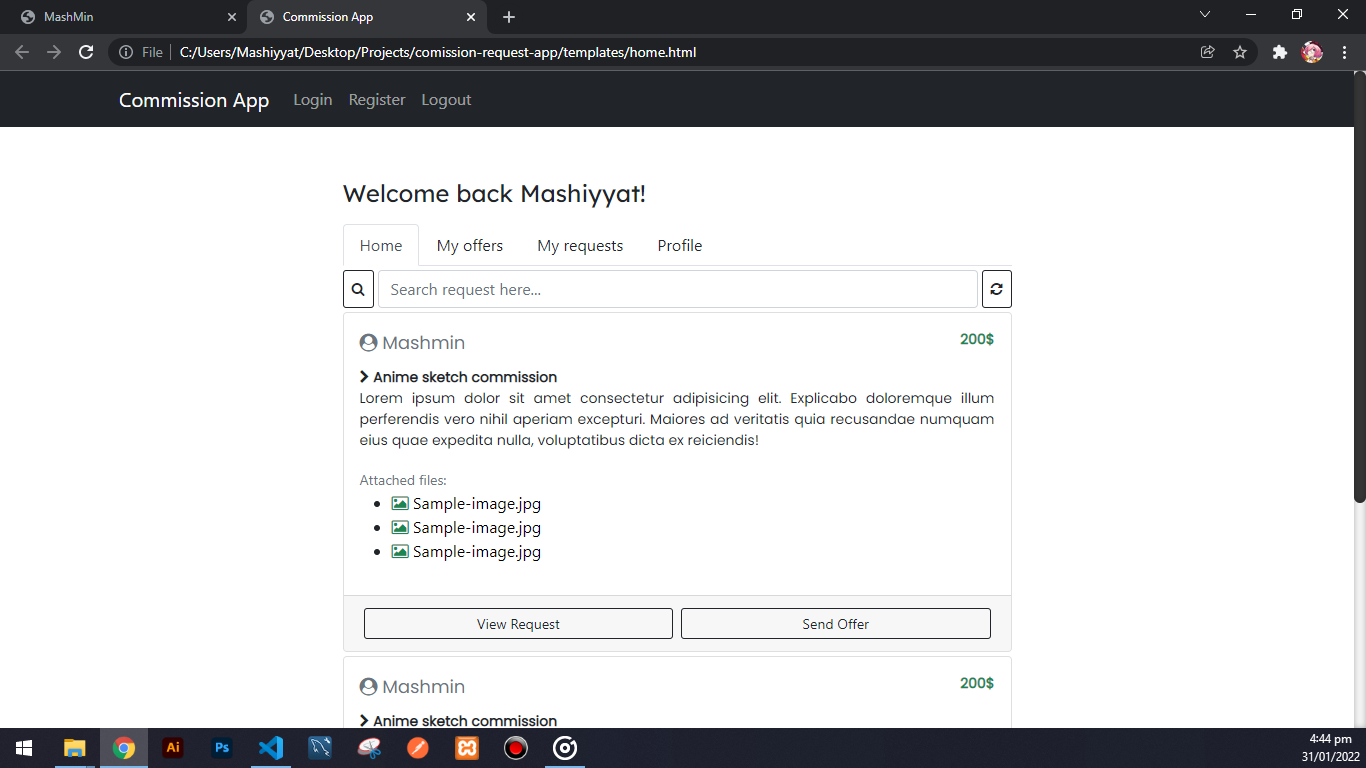 MashMin
Commission App
File
C:/Users/Mashiyyat/Desktop/Projects/comission-request-app/templates/home.html
Commission App Login Register Logout
Welcome back Mashiyyat!
Home My offers My requests Profile
Search request here...
Mashmin 200$
Anime sketch commission
Lorem ipsum dolor sit amet consectetur adipisicing elit. Explicabo doloremque illum
perferendis vero nihil aperiam excepturi. Maiores ad veritatis quia recusandae numquam
eius quae expedita nulla, voluptatibus dicta ex reiciendis!
Attached files:
Sample-image.jpg
Sample-image.jpg
Sample-image.jpg
View Request Send Offer
Mashmin 200$
Anime sketch commission
Ai Ps
4:44 pm
31/01/2022